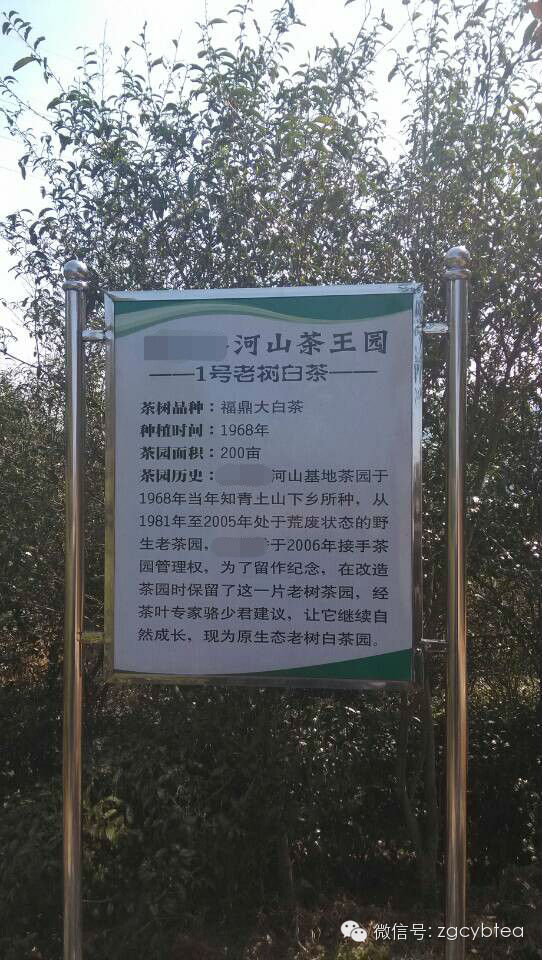 河山茶王园
——1号老树白茶——
茶树品种：福鼎大白茶
种植时间：1968年
茶园面积：200亩
茶园历史：河山基地茶园于
1968年当年知青上山下乡所种，从
1981年至2005年处于荒废状态的野
生老茶园，于2006年接手茶
园管理权，为了留作纪念，在改造
茶园时保留了这一片老树茶园，经
茶叶专家骆少君建议，让它继续自
然成长，现为原生态老树白茶园。
微信号: zgcybtea